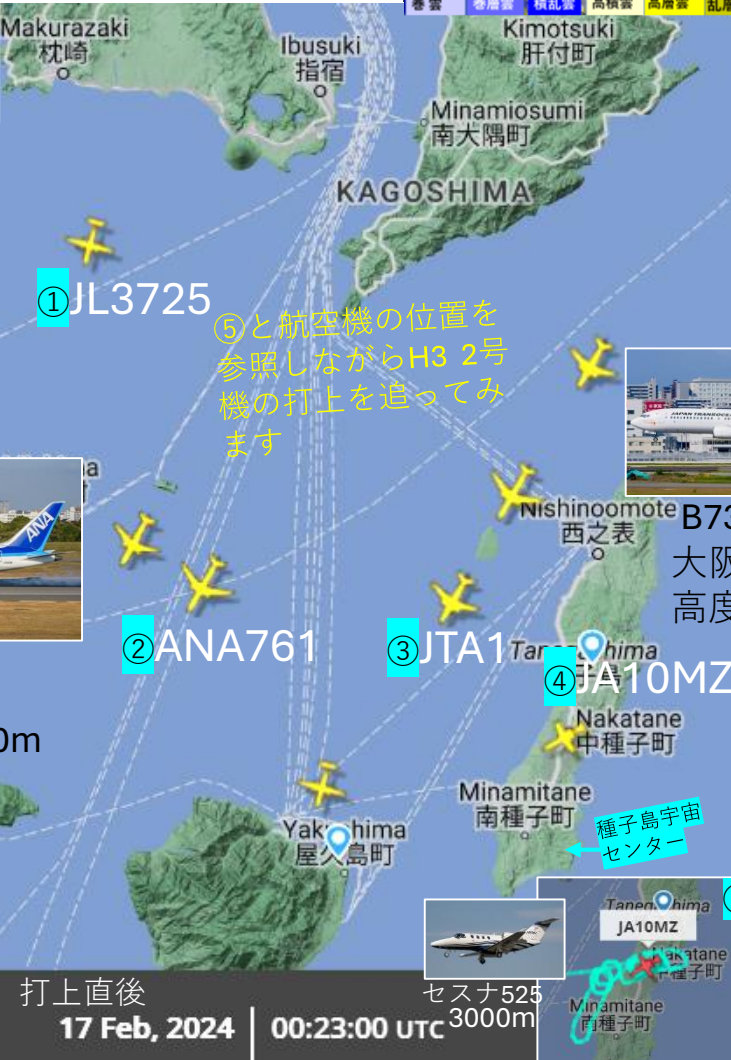 巻雲 巻層雲 積乱雲 高積雲 高層雲
Makurazaki
枕崎
Ibusuki
指宿
Kimotsuki
肝付町
Minamiosumi
南大隅町
KAGOSHIMA
①JL3725
⑤と航空機の位置を
参照しながらH3 2号
機の打上を追ってみ
ます
JAPAN TRANSOCE
ANA
Nishinoomote
西之表
B73
大阪
高度
②ANA761
③JTA1
④JA10MZ
0m
Nakatane
中種子町
Minamitane
南種子町
種子島宇宙
センター
Yakushima
屋久島町
JA10MZ
Nakatane
中種子町
Minamitane
南種子町
セスナ525
3000m
打上直後
17 Feb, 2024 | 00:23:00 UTC